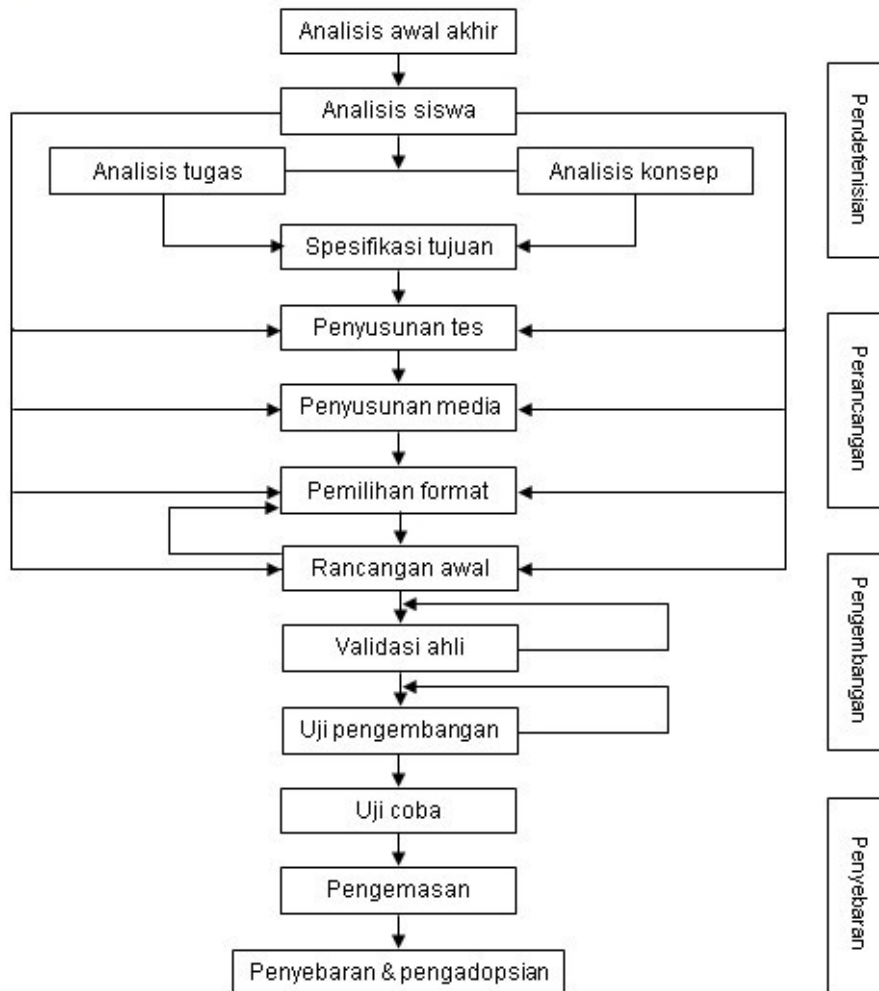 Analisis awal akhir
Analisis siswa
Analisis tugas
Analisis konsep
Spesifikasi tujuan
Penyusunan tes
Penyusunan media
Pemilihan format
Rancangan awal
Validasi ahli
Uji pengembangan
Uji coba
Pengemasan
Penyebaran & pengadopsian
Pendefenisian
Perancangan
Pengembangan
Penyebaran